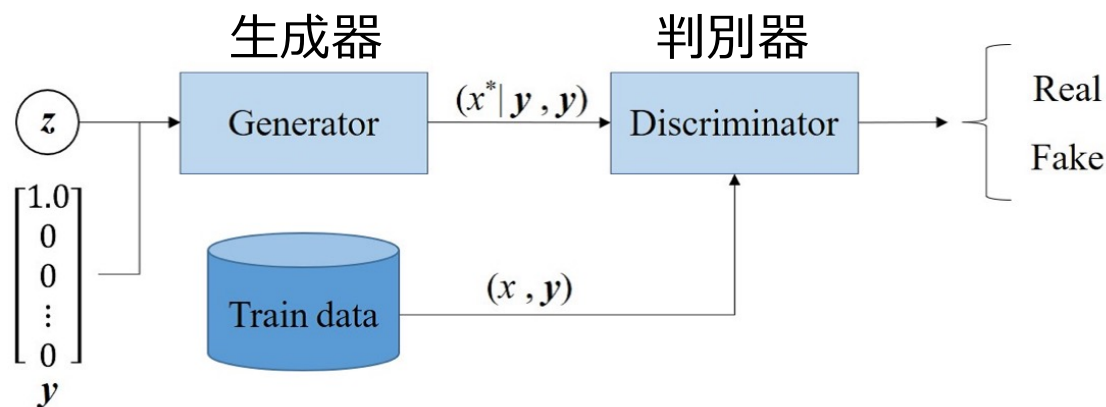 生成器
判別器
z
Generator
(x*| y , y)
Discriminator
Real
Fake
[1.0
0
0
⋮
0]
y
Train data
(x , y)